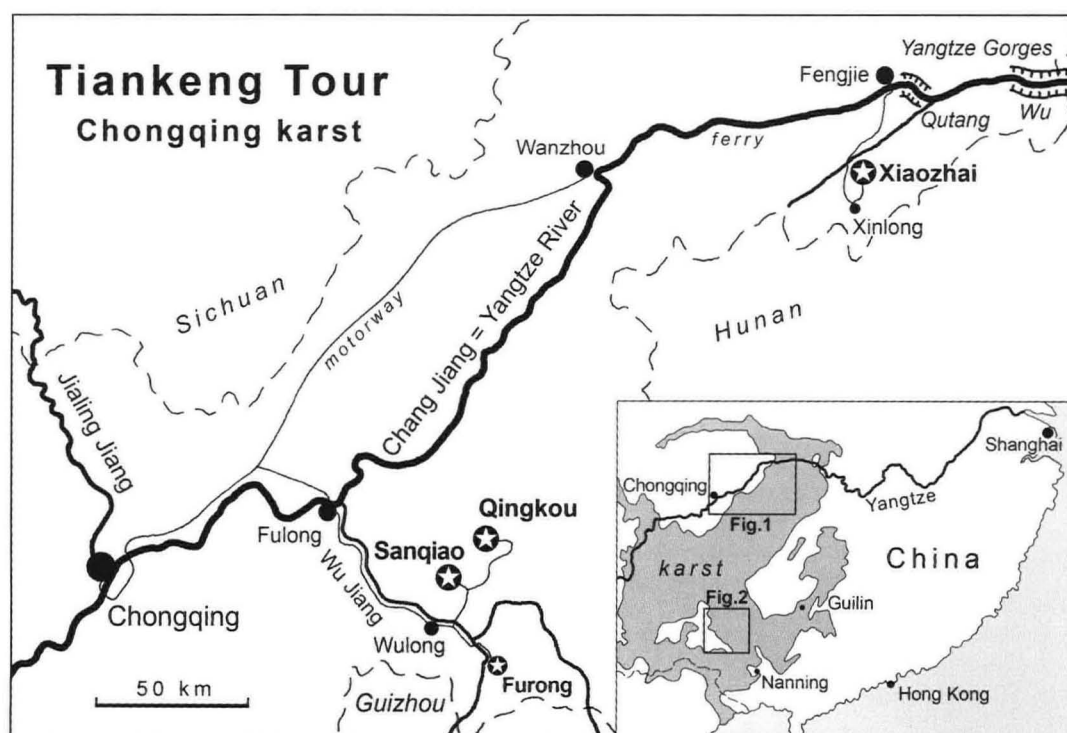 Tiankeng Tour
Chongqing karst
Yangtze Gorges
Fengjie
Wu
Qutang
ferry
Wanzhou
Xiaozhai
Xinlong
Sichuan
motorway
Chang Jiang = Yangtze River
Hunan
Jialing Jiang
Qingkou
Fulong
Sanqiao
Wu Jiang
Chongqing
Wulong
Furong
Guizhou
50 km
Shanghai
Chongqing
Yangtze
Fig.1
China
karst
Fig.2
Guilin
Nanning
Hong Kong